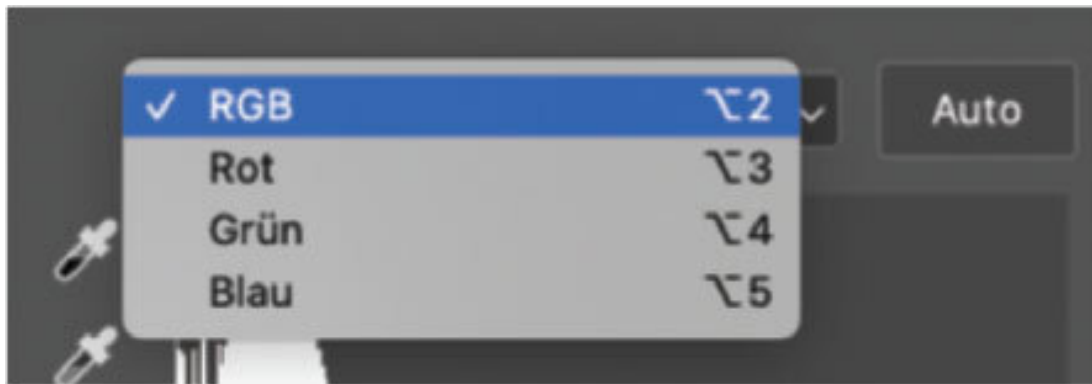 ✓ RGB ⌥2 Auto
Rot ⌥3
Grün ⌥4
Blau ⌥5